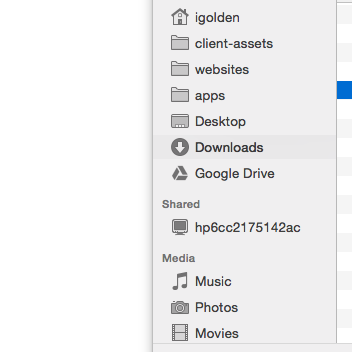 igolden
client-assets
websites
apps
Desktop
Downloads
Google Drive
Shared
hp6cc2175142ac
Media
Music
Photos
Movies